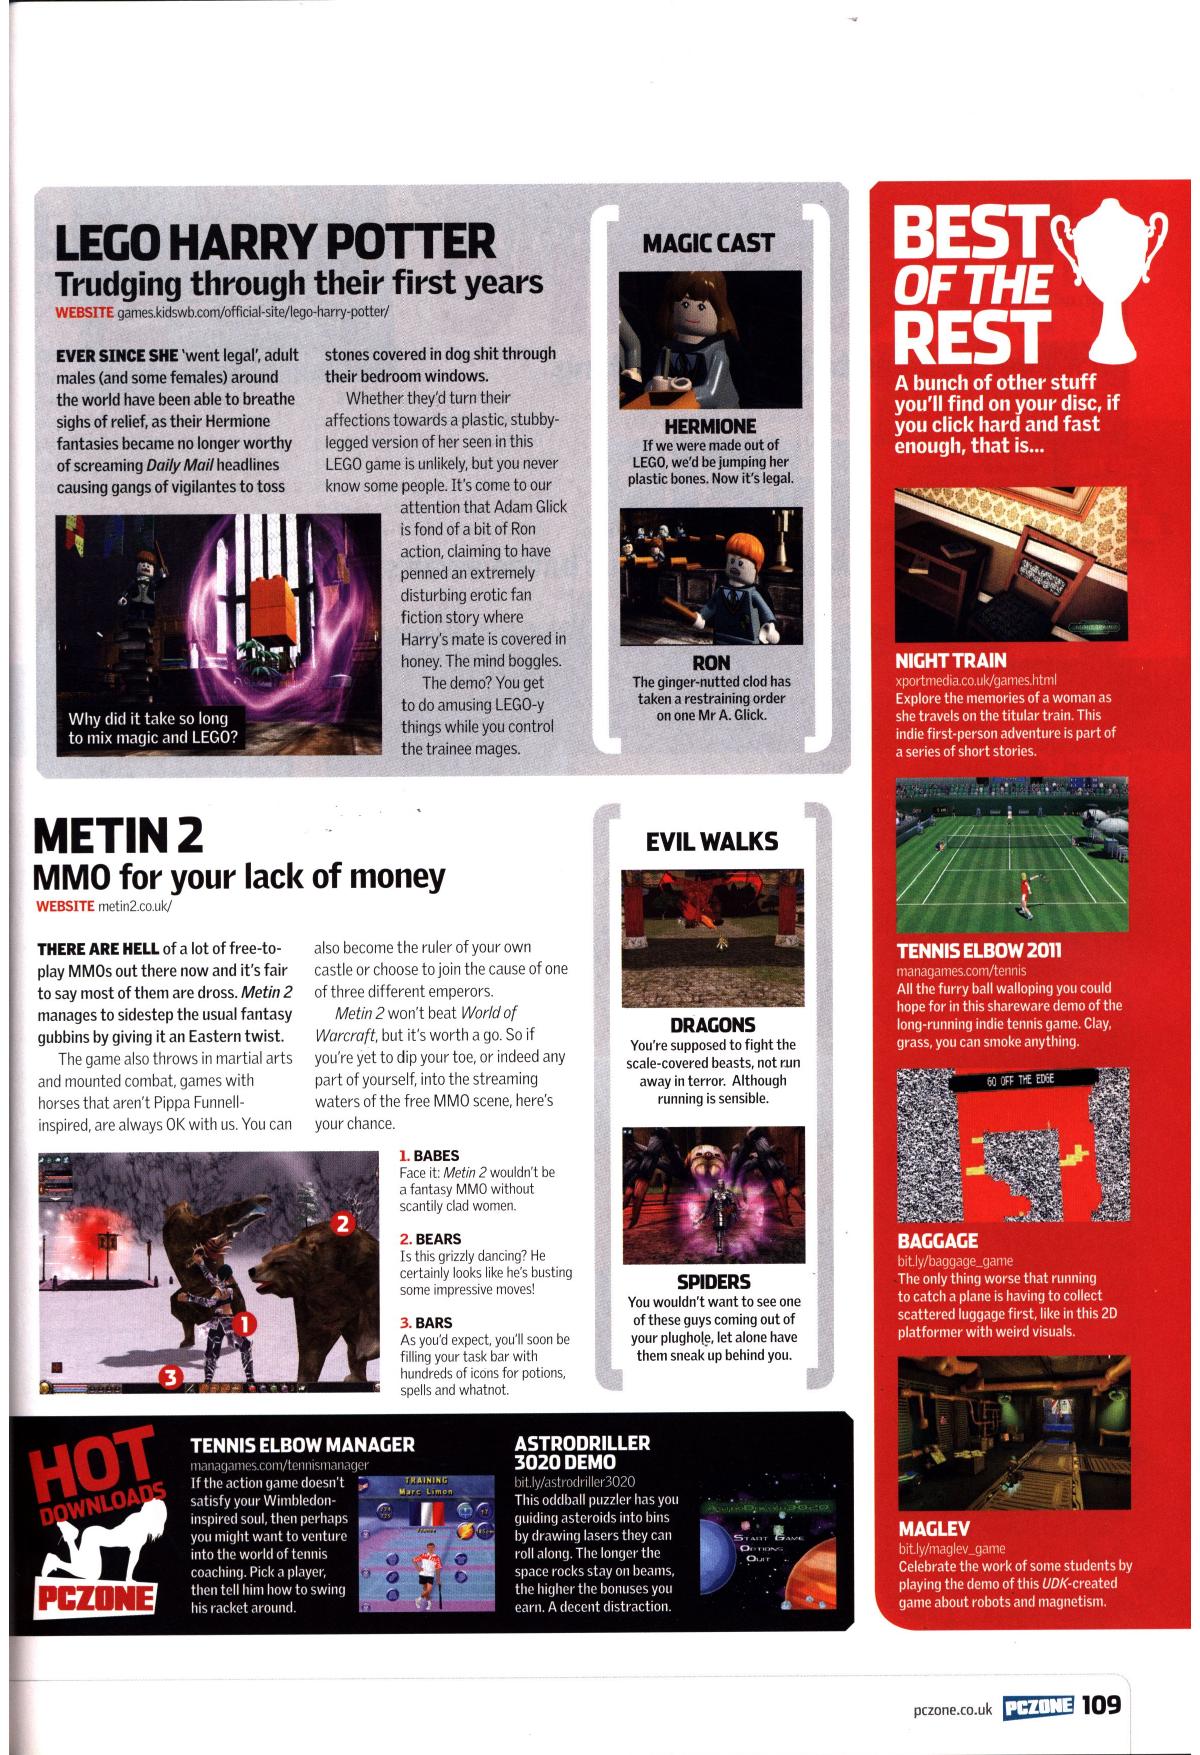 LEGO HARRY POTTER
Trudging through their first years
WEBSITE games.kidswb.com/official-site/lego-harry-potter/
EVER SINCE SHE 'went legal', adult
males (and some females) around
the world have been able to breathe
sighs of relief, as their Hermione
fantasies became no longer worthy
of screaming Daily Mail headlines
causing gangs of vigilantes to toss
stones covered in dog shit through
their bedroom windows.
Whether they'd turn their
affections towards a plastic, stubby-
legged version of her seen in this
LEGO game is unlikely, but you never
know some people. It's come to our
attention that Adam Glick
is fond of a bit of Ron
action, claiming to have
penned an extremely
disturbing erotic fan
fiction story where
Harry's mate is covered in
honey. The mind boggles.
The demo? You get
to do amusing LEGO-y
things while you control
the trainee mages.
Why did it take so long
to mix magic and LEGO?
MAGIC CAST
HERMIONE
If we were made out of
LEGO, we'd be jumping her
plastic bones. Now it's legal.
RON
The ginger-nutted clod has
taken a restraining order
on one Mr A. Glick.
METIN 2
MMO for your lack of money
WEBSITE metin2.co.uk/
THERE ARE HELL of a lot of free-to-
play MMOs out there now and it's fair
to say most of them are dross. Metin 2
manages to sidestep the usual fantasy
gubbins by giving it an Eastern twist.
The game also throws in martial arts
and mounted combat, games with
horses that aren't Pippa Funnell-
inspired, are always OK with us. You can
also become the ruler of your own
castle or choose to join the cause of one
of three different emperors.
Metin 2 won't beat World of
Warcraft, but it's worth a go. So if
you're yet to dip your toe, or indeed any
part of yourself, into the streaming
waters of the free MMO scene, here's
your chance.
2
1
3
1. BABES
Face it: Metin 2 wouldn't be
a fantasy MMO without
scantily clad women.
2. BEARS
Is this grizzly dancing? He
certainly looks like he's busting
some impressive moves!
3. BARS
As you'd expect, you'll soon be
filling your task bar with
hundreds of icons for potions,
spells and whatnot.
EVIL WALKS
DRAGONS
You're supposed to fight the
scale-covered beasts, not run
away in terror. Although
running is sensible.
SPIDERS
You wouldn't want to see one
of these guys coming out of
your plughole, let alone have
them sneak up behind you.
HOT
DOWNLOADS
PCZONE
TENNIS ELBOW MANAGER
managames.com/tennismanager
If the action game doesn't
satisfy your Wimbledon-
inspired soul, then perhaps
you might want to venture
into the world of tennis
coaching. Pick a player,
then tell him how to swing
his racket around.
TRAINING
Marc Limon
ASTRODRILLER
3020 DEMO
bit.ly/astrodriller3020
This oddball puzzler has you
guiding asteroids into bins
by drawing lasers they can
roll along. The longer the
space rocks stay on beams,
the higher the bonuses you
earn. A decent distraction.
START GAME
OPTIONS
QUIT
BEST
OF THE
REST
A bunch of other stuff
you'll find on your disc, if
you click hard and fast
enough, that is...
NIGHT TRAIN
xportmedia.co.uk/games.html
Explore the memories of a woman as
she travels on the titular train. This
indie first-person adventure is part of
a series of short stories.
TENNIS ELBOW 2011
managames.com/tennis
All the furry ball walloping you could
hope for in this shareware demo of the
long-running indie tennis game. Clay,
grass, you can smoke anything.
GO OFF THE EDGE
BAGGAGE
bit.ly/baggage_game
The only thing worse that running
to catch a plane is having to collect
scattered luggage first, like in this 2D
platformer with weird visuals.
MAGLEV
bit.ly/maglev_game
Celebrate the work of some students by
playing the demo of this UDK-created
game about robots and magnetism.
pczone.co.uk PCZONE 109